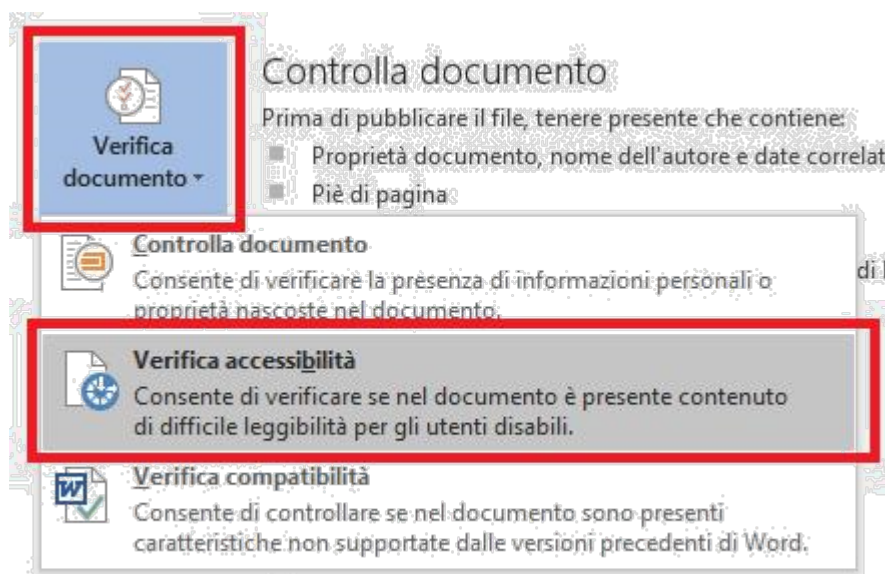 Controlla documento
Prima di pubblicare il file, tenere presente che contiene:
Verifica
documento
Proprietà documento, nome dell'autore e date correlat
Piè di pagina
Controlla documento
Consente di verificare la presenza di informazioni personali o
proprietà nascoste nel documento.
di
Verifica accessibilità
Consente di verificare se nel documento è presente contenuto
di difficile leggibilità per gli utenti disabili.
Verifica compatibilità
Consente di controllare se nel documento sono presenti
caratteristiche non supportate dalle versioni precedenti di Word.